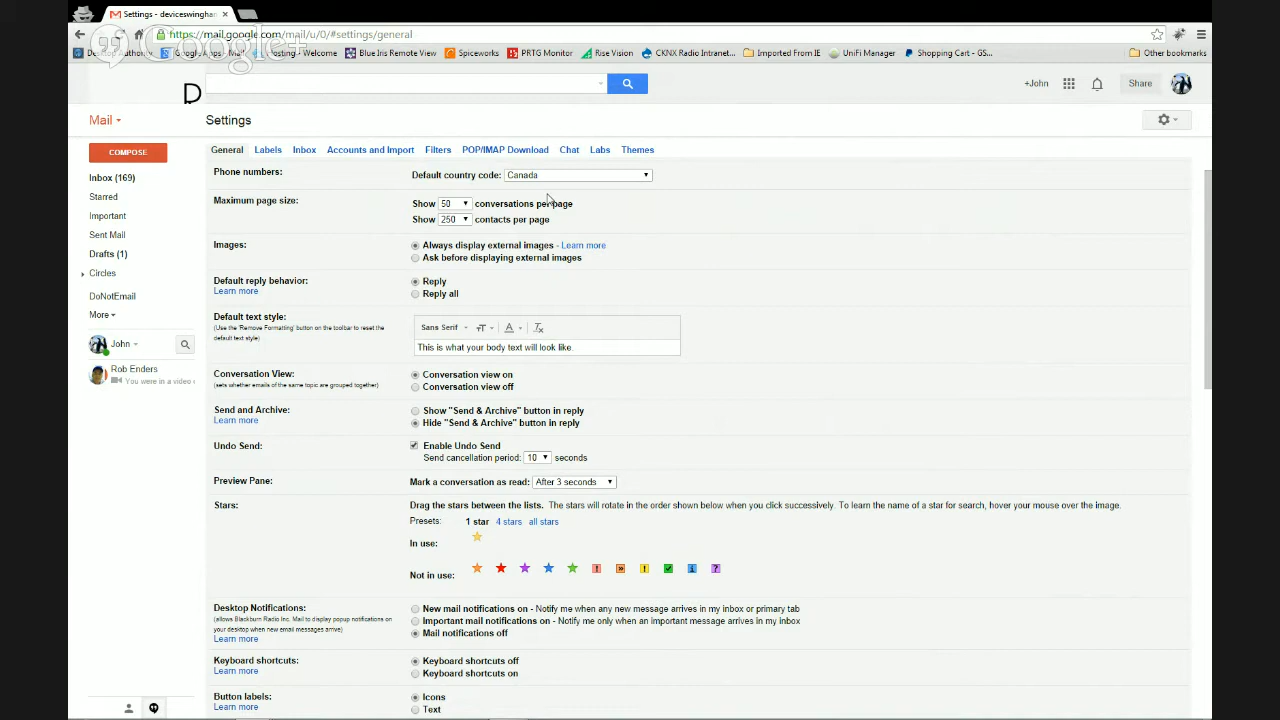 Settings - deviceswinghar
https://mail.google.com/mail/u/0/#settings/general
Google+
Google Apps - Mail
Hosting - Welcome
Blue Iris Remote View
Spiceworks
PRTG Monitor
Rise Vision
CKNX Radio Intranet...
Imported From IE
UniFi Manager
Shopping Cart - GS...
Other bookmarks
D
+John
Share
Mail
Settings
COMPOSE
Inbox (169)
Starred
Important
Sent Mail
Drafts (1)
Circles
DoNotEmail
More
John
Rob Enders
You were in a video
General Labels Inbox Accounts and Import Filters POP/IMAP Download Chat Labs Themes
Phone numbers:
Default country code: Canada
Maximum page size:
Show 50 conversations per page
Show 250 contacts per page
Images:
Always display external images - Learn more
Ask before displaying external images
Default reply behavior:
Learn more
Reply
Reply all
Default text style:
(Use the 'Remove Formatting' button on the toolbar to reset the
default text style)
Sans Serif
This is what your body text will look like.
Conversation View:
(sets whether emails of the same topic are grouped together)
Conversation view on
Conversation view off
Send and Archive:
Learn more
Show "Send & Archive" button in reply
Hide "Send & Archive" button in reply
Undo Send:
Enable Undo Send
Send cancellation period: 10 seconds
Preview Pane:
Mark a conversation as read: After 3 seconds
Stars:
Drag the stars between the lists. The stars will rotate in the order shown below when you click successively. To learn the name of a star for search, hover your mouse over the image.
Presets: 1 star 4 stars all stars
In use:
Not in use:
Desktop Notifications:
(allows Blackburn Radio Inc. Mail to display popup notifications on
your desktop when new email messages arrive)
Learn more
New mail notifications on - Notify me when any new message arrives in my inbox or primary tab
Important mail notifications on - Notify me only when an important message arrives in my inbox
Mail notifications off
Keyboard shortcuts:
Learn more
Keyboard shortcuts off
Keyboard shortcuts on
Button labels:
Learn more
Icons
Text